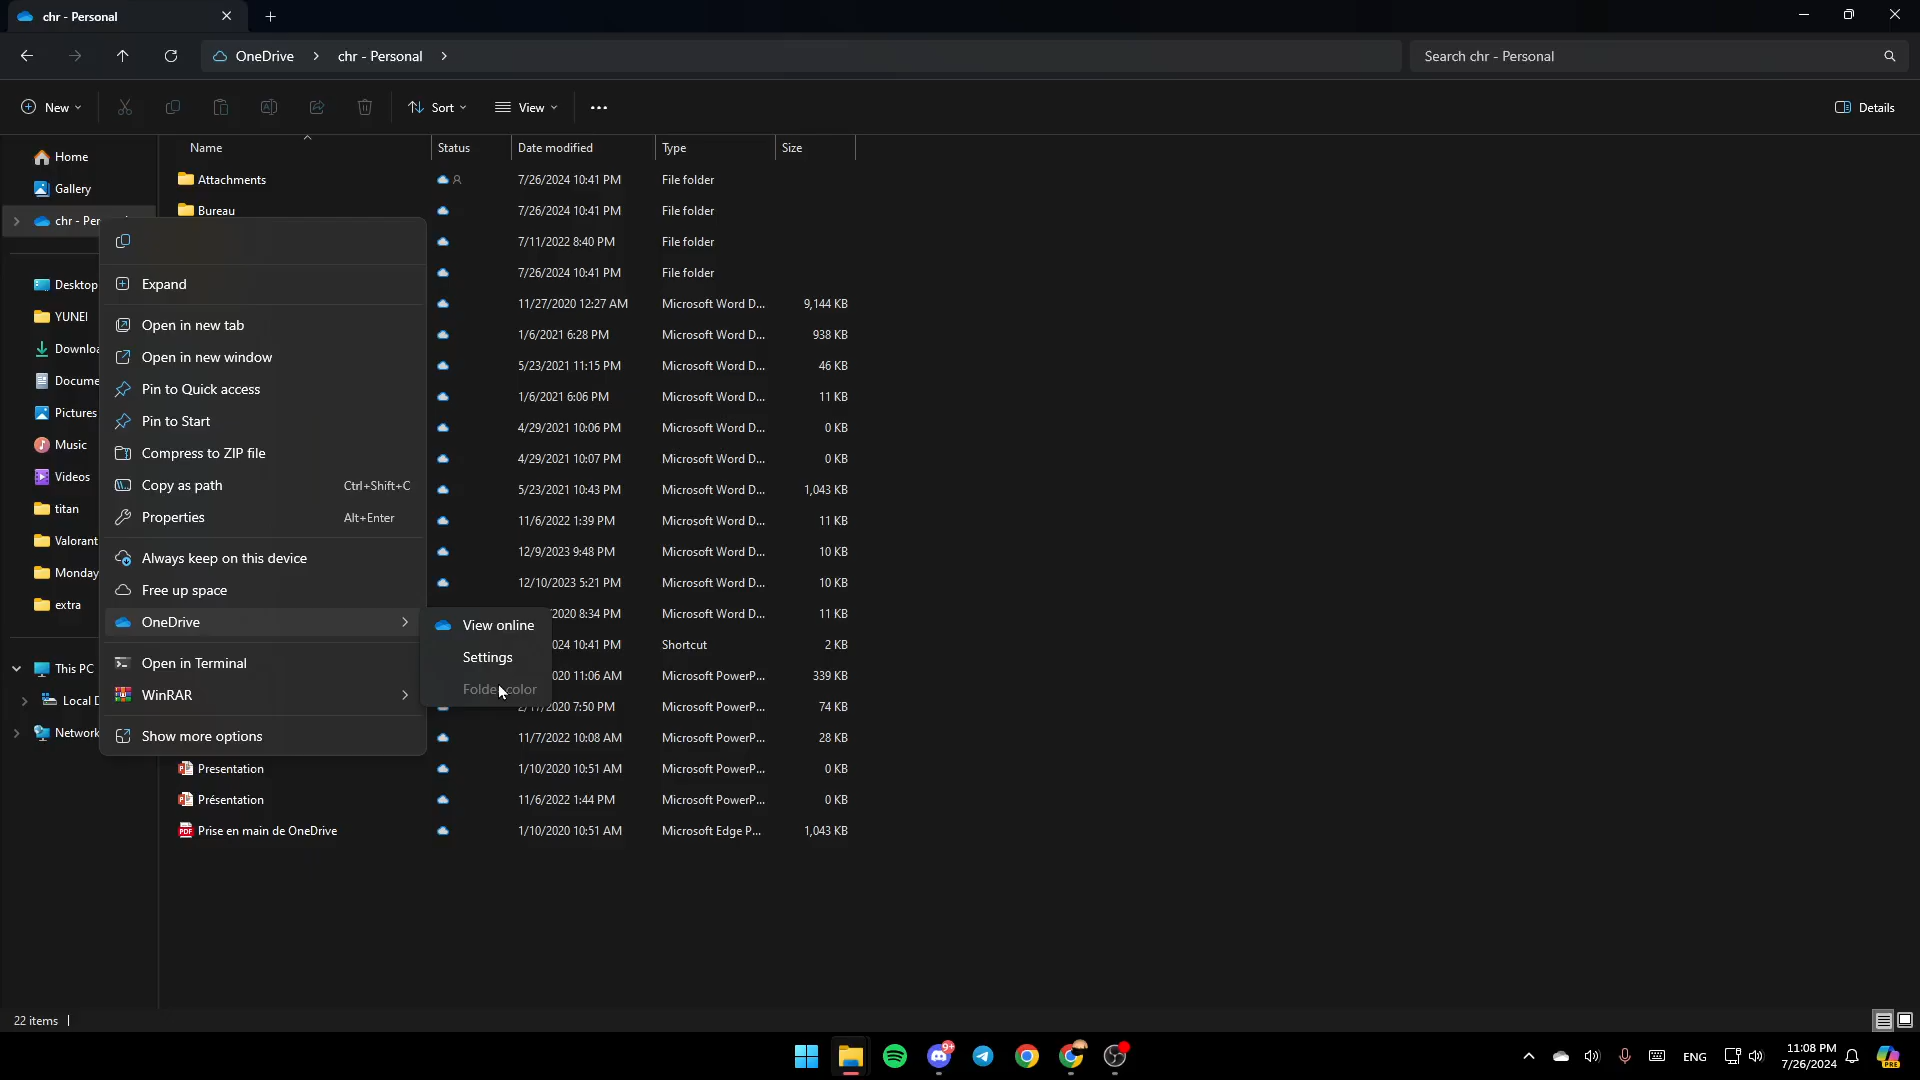 chr - Personal
OneDrive > chr - Personal >
Search chr - Personal
New
Sort
View
Details
Name Status Date modified Type Size
Home
Gallery
chr - Per
Desktop
YUNEI
Downloa
Docume
Pictures
Music
Videos
titan
Valorant
Monday
extra
This PC
Local D
Network
Attachments 7/26/2024 10:41 PM File folder
Bureau 7/26/2024 10:41 PM File folder
7/11/2022 8:40 PM File folder
7/26/2024 10:41 PM File folder
11/27/2020 12:27 AM Microsoft Word D... 9,144 KB
1/6/2021 6:28 PM Microsoft Word D... 938 KB
5/23/2021 11:15 PM Microsoft Word D... 46 KB
1/6/2021 6:06 PM Microsoft Word D... 11 KB
4/29/2021 10:06 PM Microsoft Word D... 0 KB
4/29/2021 10:07 PM Microsoft Word D... 0 KB
5/23/2021 10:43 PM Microsoft Word D... 1,043 KB
11/6/2022 1:39 PM Microsoft Word D... 11 KB
12/9/2023 9:48 PM Microsoft Word D... 10 KB
12/10/2023 5:21 PM Microsoft Word D... 10 KB
2020 8:34 PM Microsoft Word D... 11 KB
024 10:41 PM Shortcut 2 KB
020 11:06 AM Microsoft PowerP... 339 KB
7:50 PM Microsoft PowerP... 74 KB
11/7/2022 10:08 AM Microsoft PowerP... 28 KB
Presentation 1/10/2020 10:51 AM Microsoft PowerP... 0 KB
Présentation 11/6/2022 1:44 PM Microsoft PowerP... 0 KB
Prise en main de OneDrive 1/10/2020 10:51 AM Microsoft Edge P... 1,043 KB
Expand
Open in new tab
Open in new window
Pin to Quick access
Pin to Start
Compress to ZIP file
Copy as path Ctrl+Shift+C
Properties Alt+Enter
Always keep on this device
Free up space
OneDrive
Open in Terminal
WinRAR
Show more options
View online
Settings
Folder color
22 items
9+
ENG
11:08 PM
7/26/2024
PRE